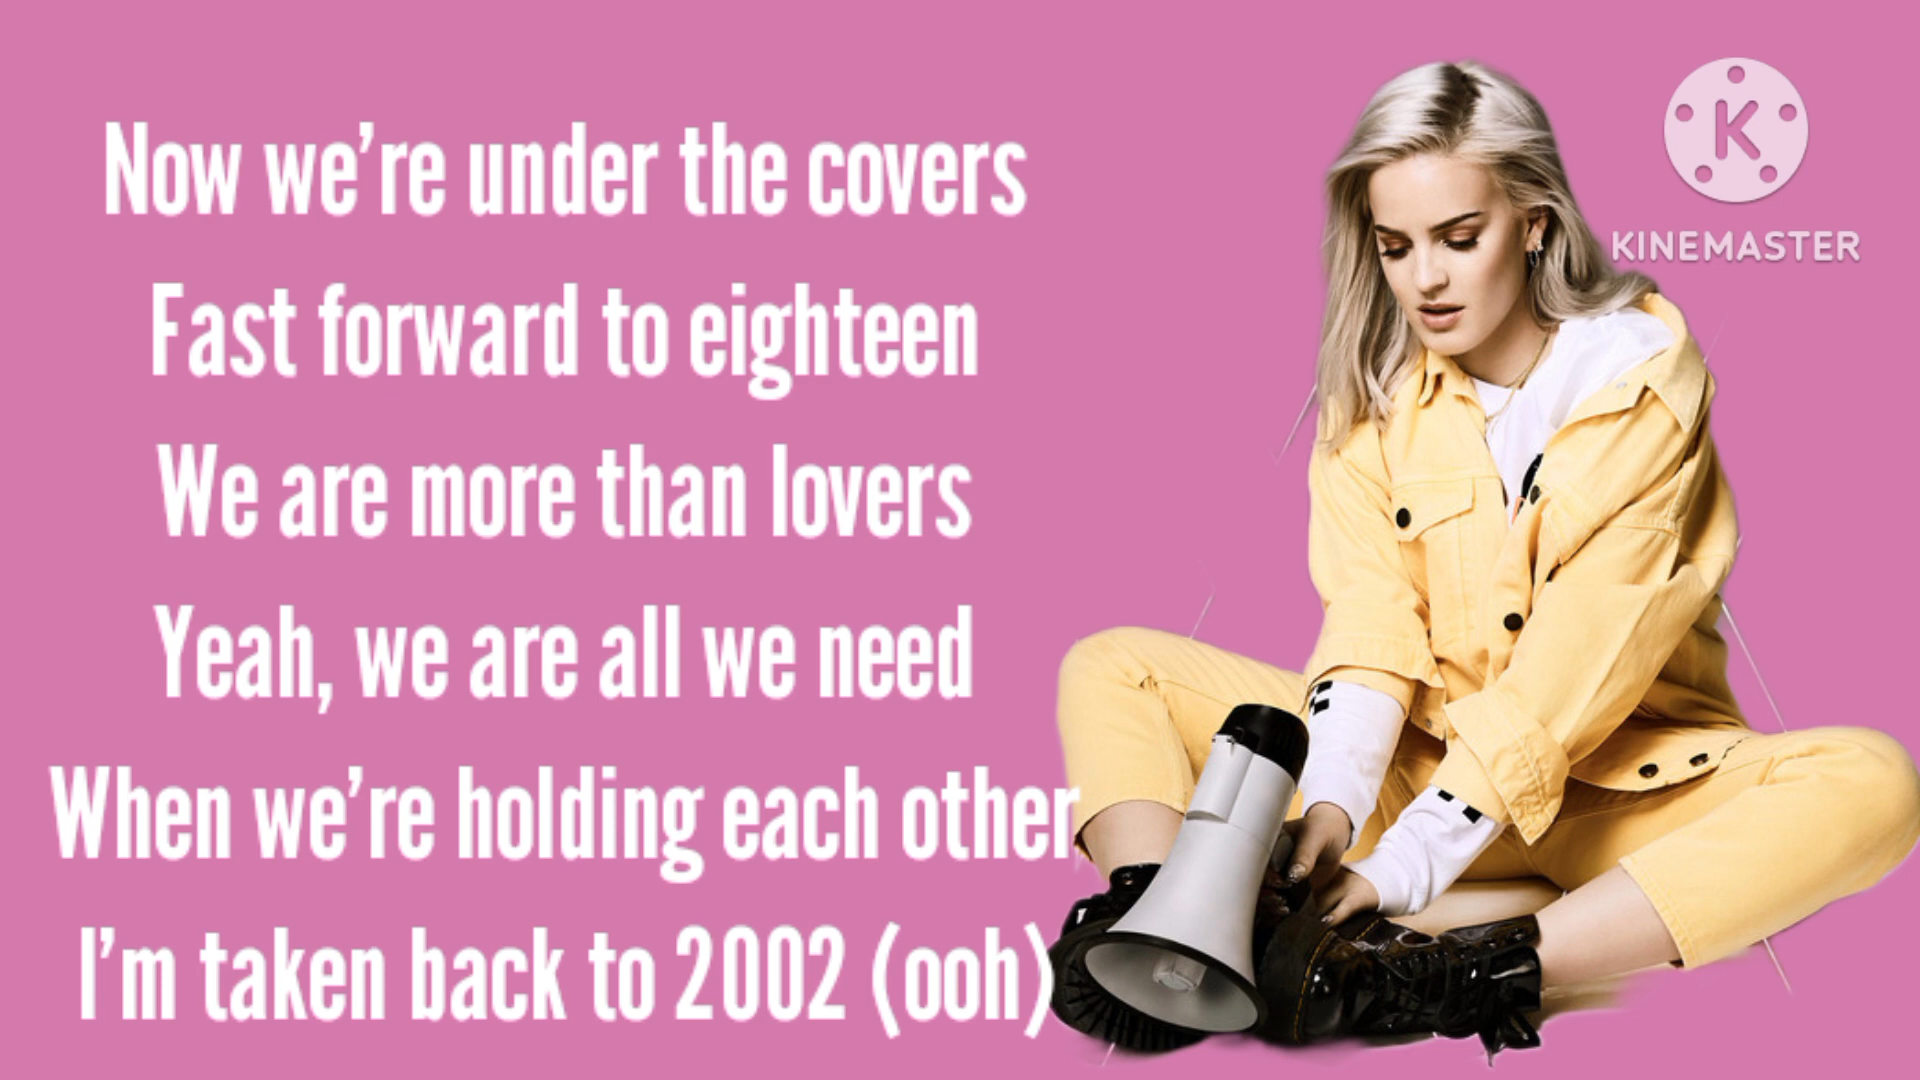 Now we’re under the covers
Fast forward to eighteen
We are more than lovers
Yeah, we are all we need
When we’re holding each other
I’m taken back to 2002 (ooh)
K
KINEMASTER